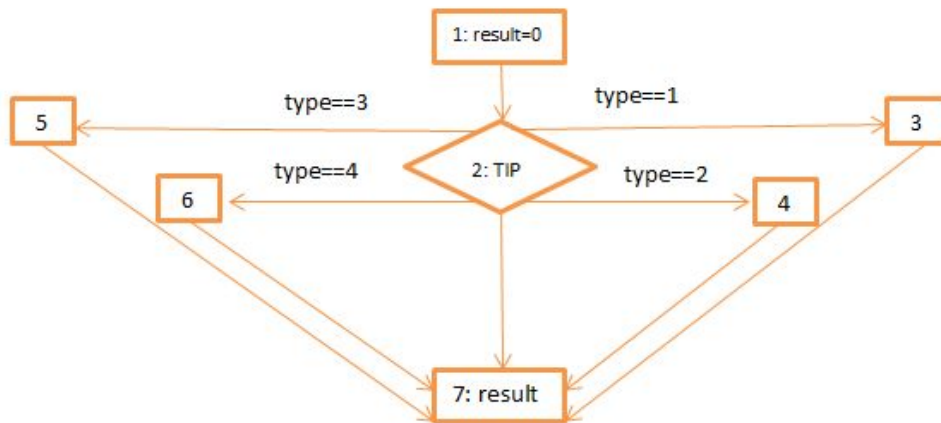 1: result=0
type==3
type==1
5
3
2: TIP
type==4
type==2
6
4
7: result